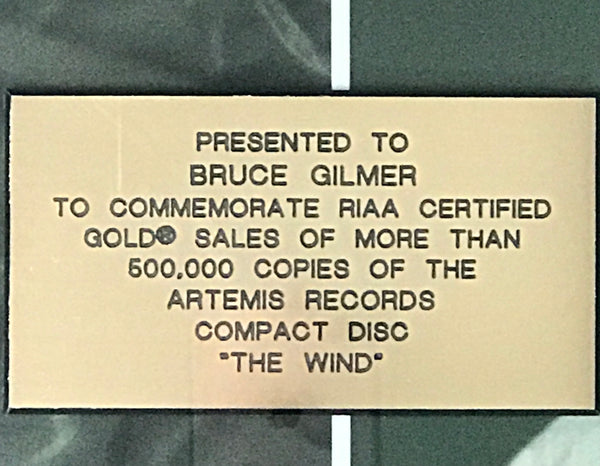 PRESENTED TO
BRUCE GILMER
TO COMMEMORATE RIAA CERTIFIED
GOLD® SALES OF MORE THAN
500,000 COPIES OF THE
ARTEMIS RECORDS
COMPACT DISC
"THE WIND"